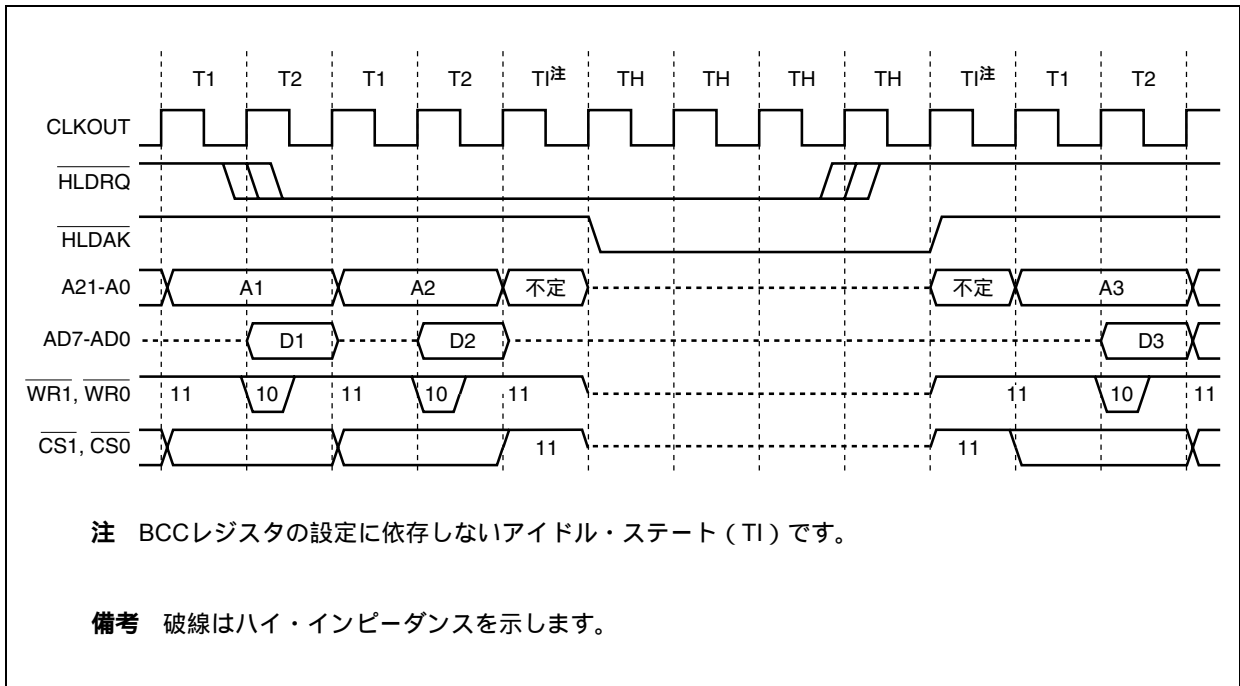 T1 T2 T1 T2 TI注 TH TH TH TH TI注 T1 T2
CLKOUT
HLDRQ
HLDAK
A21-A0 A1 A2 不定 不定 A3
AD7-AD0 D1 D2 D3
WR1, WR0 11 10 11 10 11 11 10 11
CS1, CS0 11 11
注 BCCレジスタの設定に依存しないアイドル・ステート（TI）です。
備考 破線はハイ・インピーダンスを示します。